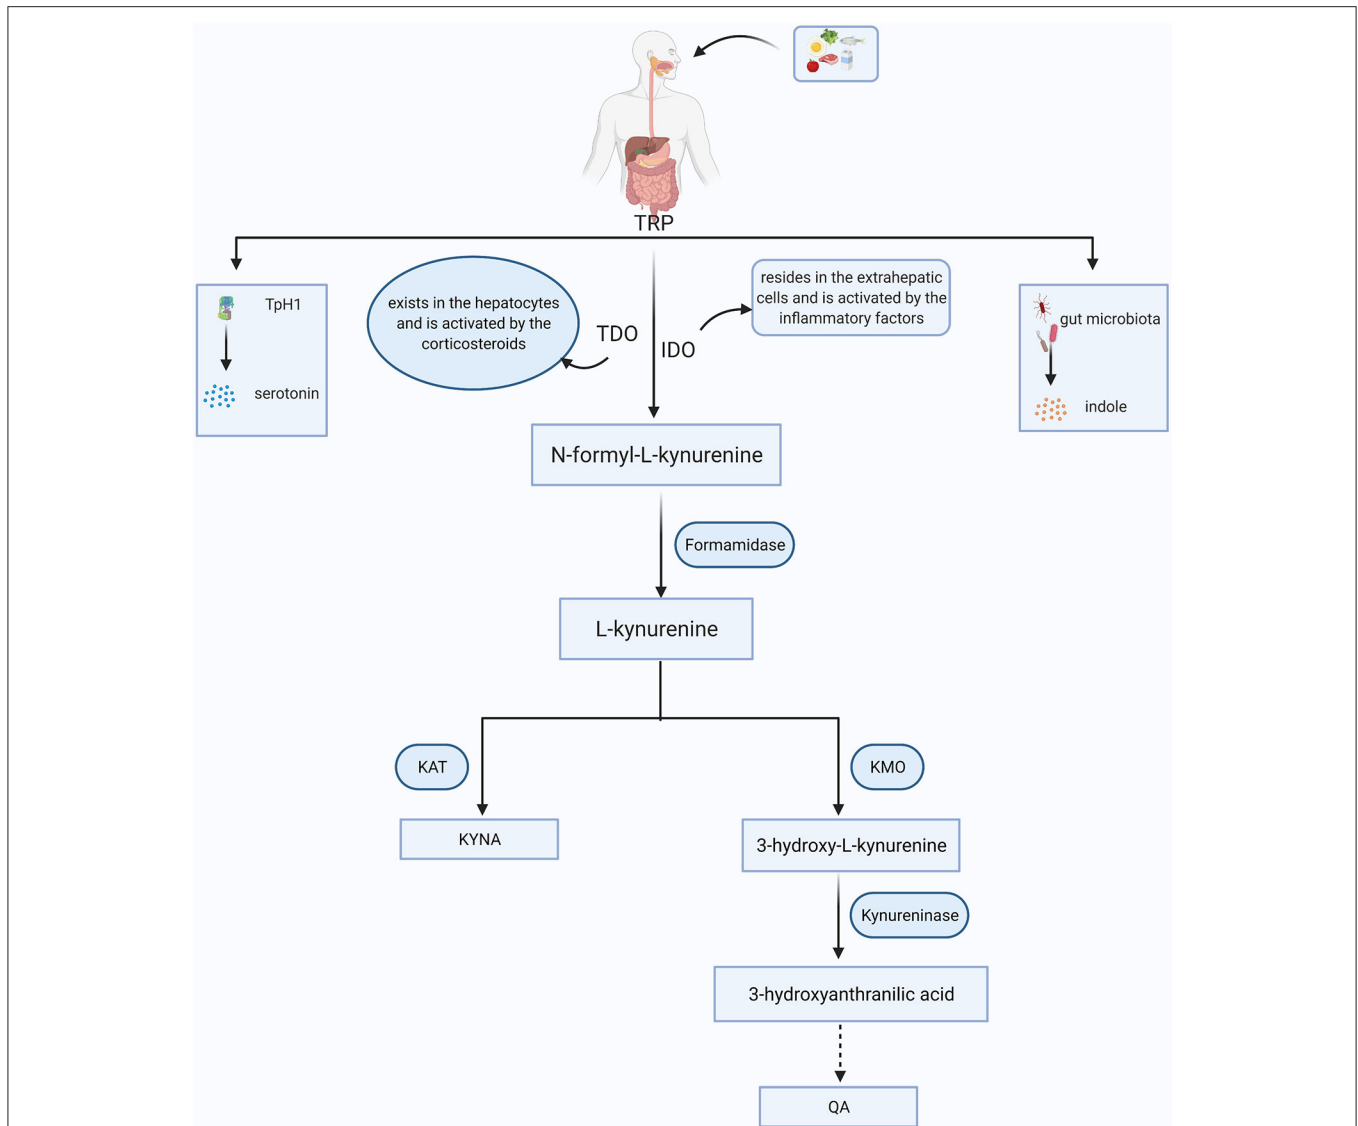 TRP
TpH1
serotonin
exists in the hepatocytes
and is activated by the
corticosteroids
TDO
IDO
resides in the extrahepatic
cells and is activated by the
inflammatory factors
gut microbiota
indole
N-formyl-L-kynurenine
Formamidase
L-kynurenine
KAT
KMO
KYNA
3-hydroxy-L-kynurenine
Kynureninase
3-hydroxyanthranilic acid
QA